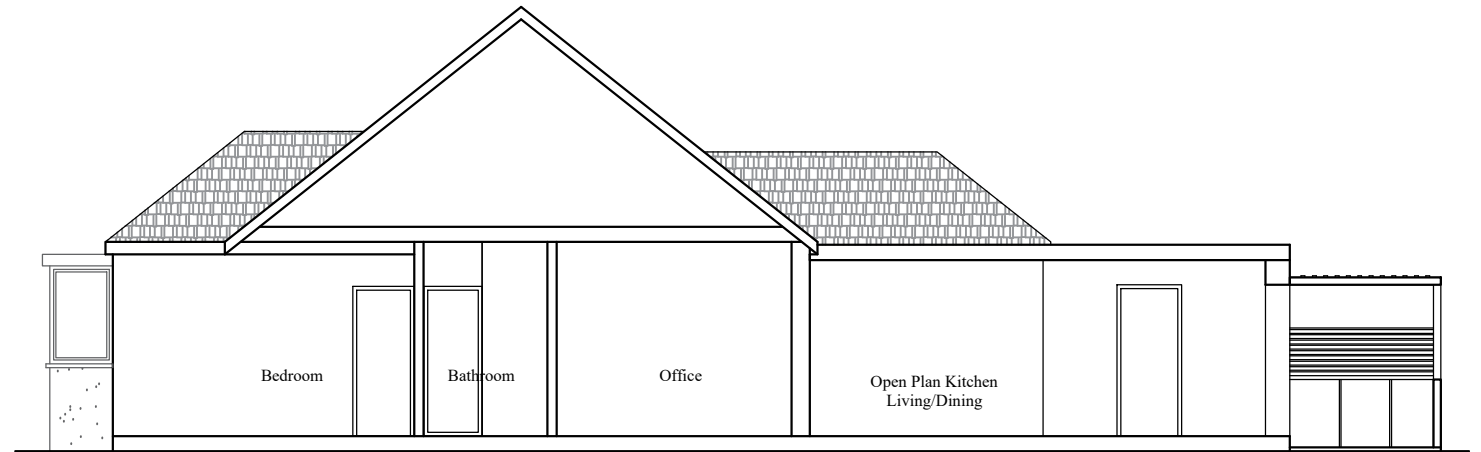 Bedroom
Bathroom
Office
Open Plan Kitchen
Living/Dining